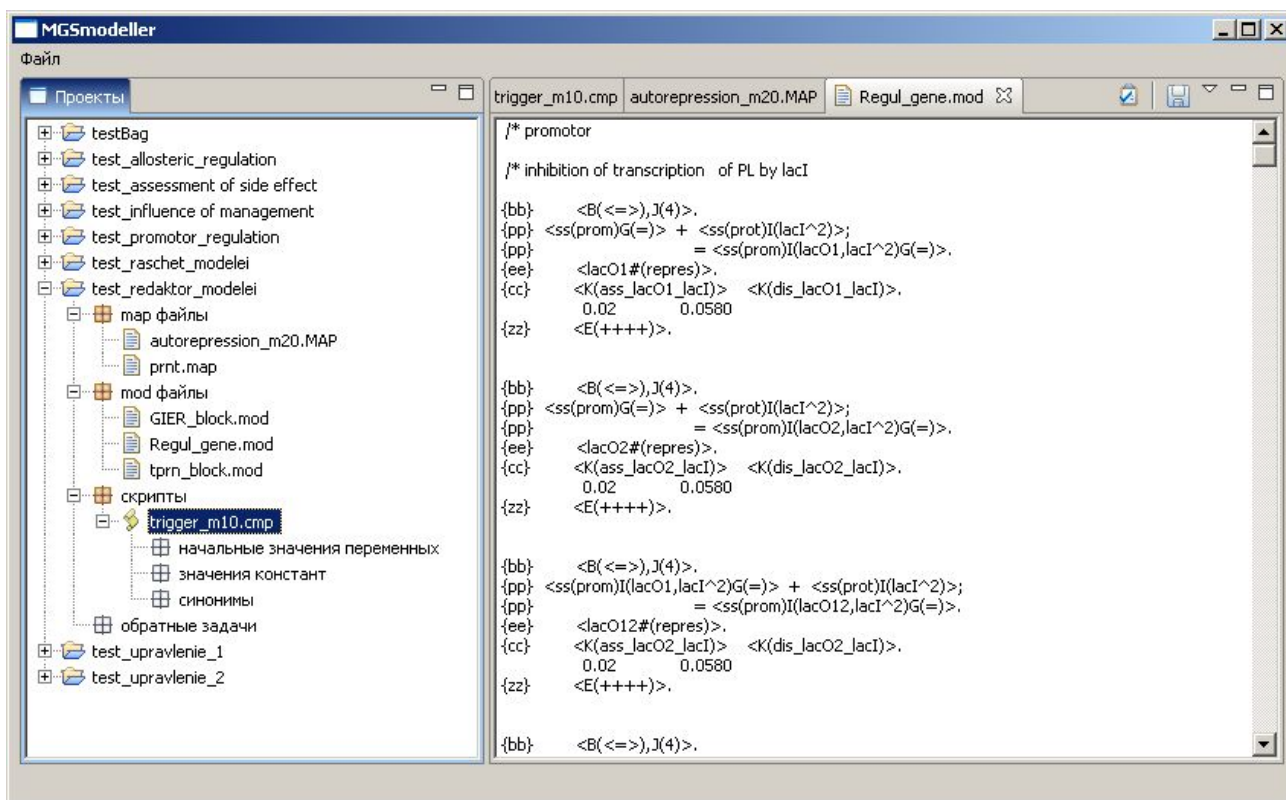 MGSmodeller
Файл
Проекты
testBag
test_allosteric_regulation
test_assessment of side effect
test_influence of management
test_promotor_regulation
test_raschet_modelei
test_redaktor_modelei
map файлы
autorepression_m20.MAP
prnt.map
mod файлы
GIER_block.mod
Regul_gene.mod
tprn_block.mod
скрипты
trigger_m10.cmp
начальные значения переменных
значения констант
синонимы
обратные задачи
test_upravlenie_1
test_upravlenie_2
trigger_m10.cmp autorepression_m20.MAP Regul_gene.mod
/* promotor
/* inhibition of transcription of PL by lacI
{bb} <B(<=>),J(4)>.
{pp} <ss(prom)G(=)> + <ss(prot)I(lacI^2)>;
{pp} = <ss(prom)I(lacO1,lacI^2)G(=)>.
{ee} <lacO1#(repres)>.
{cc} <K(ass_lacO1_lacI)> <K(dis_lacO1_lacI)>.
0.02 0.0580
{zz} <E(++++)>.
{bb} <B(<=>),J(4)>.
{pp} <ss(prom)G(=)> + <ss(prot)I(lacI^2)>;
{pp} = <ss(prom)I(lacO2,lacI^2)G(=)>.
{ee} <lacO2#(repres)>.
{cc} <K(ass_lacO2_lacI)> <K(dis_lacO2_lacI)>.
0.02 0.0580
{zz} <E(++++)>.
{bb} <B(<=>),J(4)>.
{pp} <ss(prom)I(lacO1,lacI^2)G(=)> + <ss(prot)I(lacI^2)>;
{pp} = <ss(prom)I(lacO12,lacI^2)G(=)>.
{ee} <lacO12#(repres)>.
{cc} <K(ass_lacO2_lacI)> <K(dis_lacO2_lacI)>.
0.02 0.0580
{zz} <E(++++)>.
{bb} <B(<=>),J(4)>.